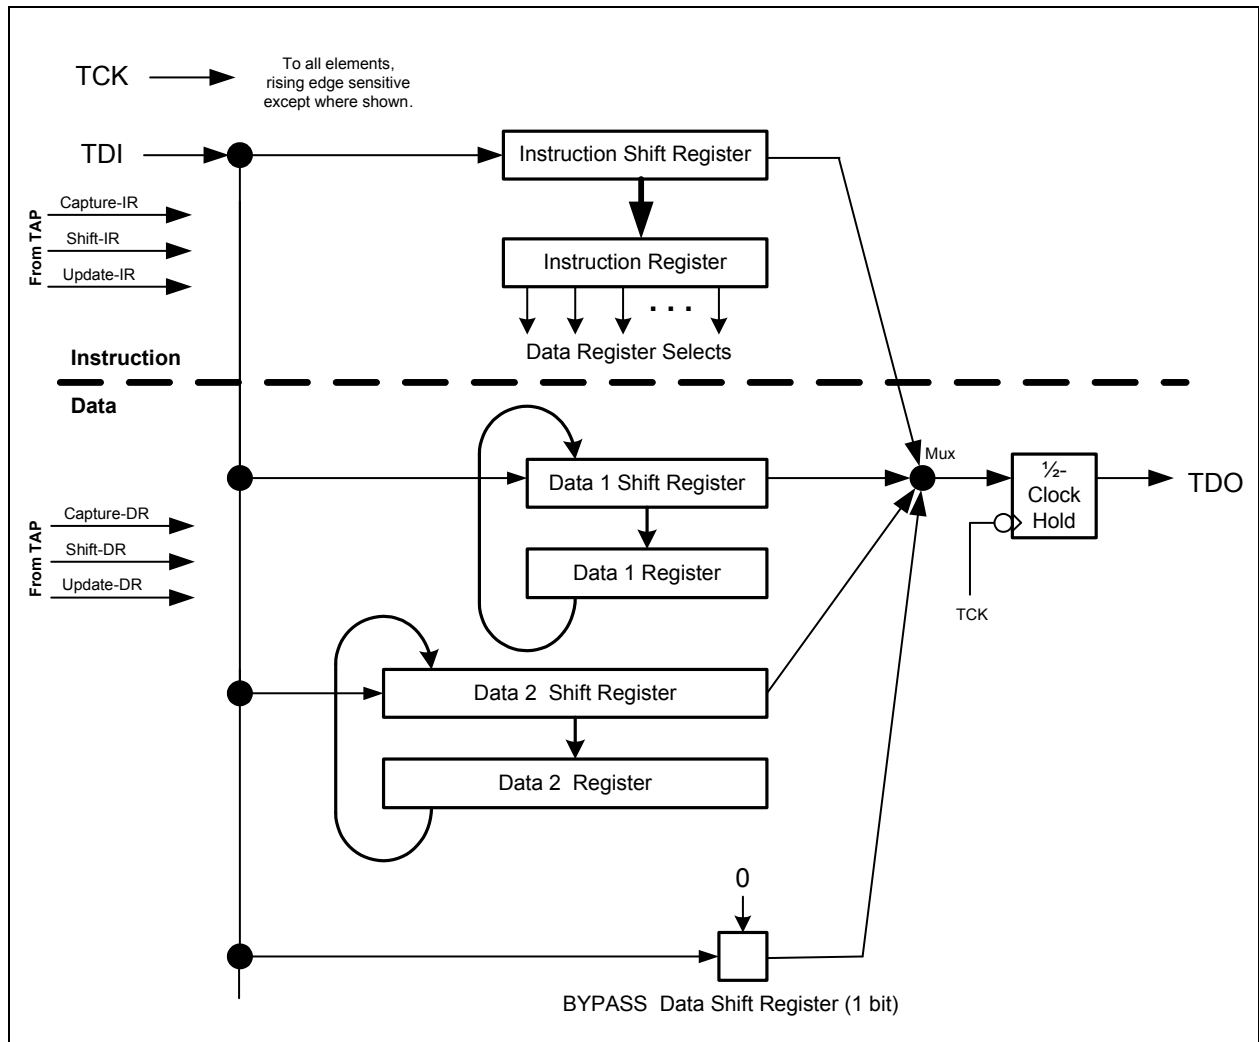 TCK
To all elements,
rising edge sensitive
except where shown.
TDI
Instruction Shift Register
From TAP
Capture-IR
Shift-IR
Update-IR
Instruction Register
. . .
Data Register Selects
Instruction
Data
Mux
Data 1 Shift Register
½-
Clock
Hold
TDO
From TAP
Capture-DR
Shift-DR
Update-DR
Data 1 Register
TCK
Data 2 Shift Register
Data 2 Register
0
BYPASS Data Shift Register (1 bit)